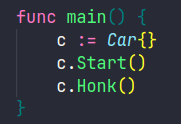 func main() {
    c := Car{}
    c.Start()
    c.Honk()
}